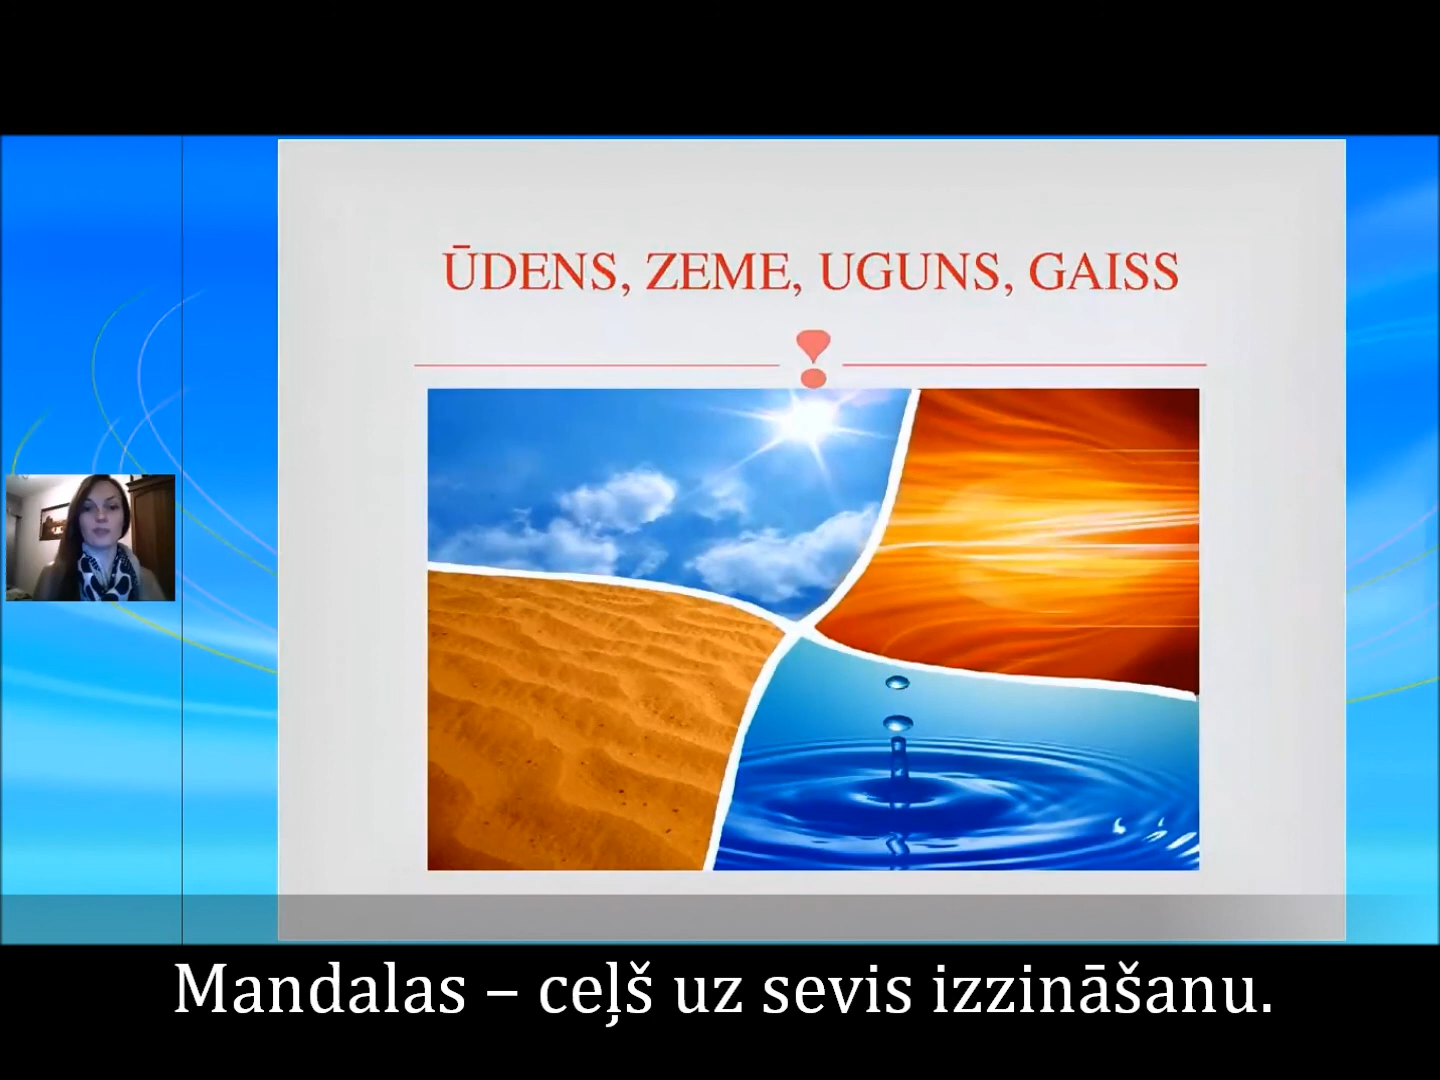 ŪDENS, ZEME, UGUNS, GAISS
Mandalas – ceļš uz sevis izzināšanu.